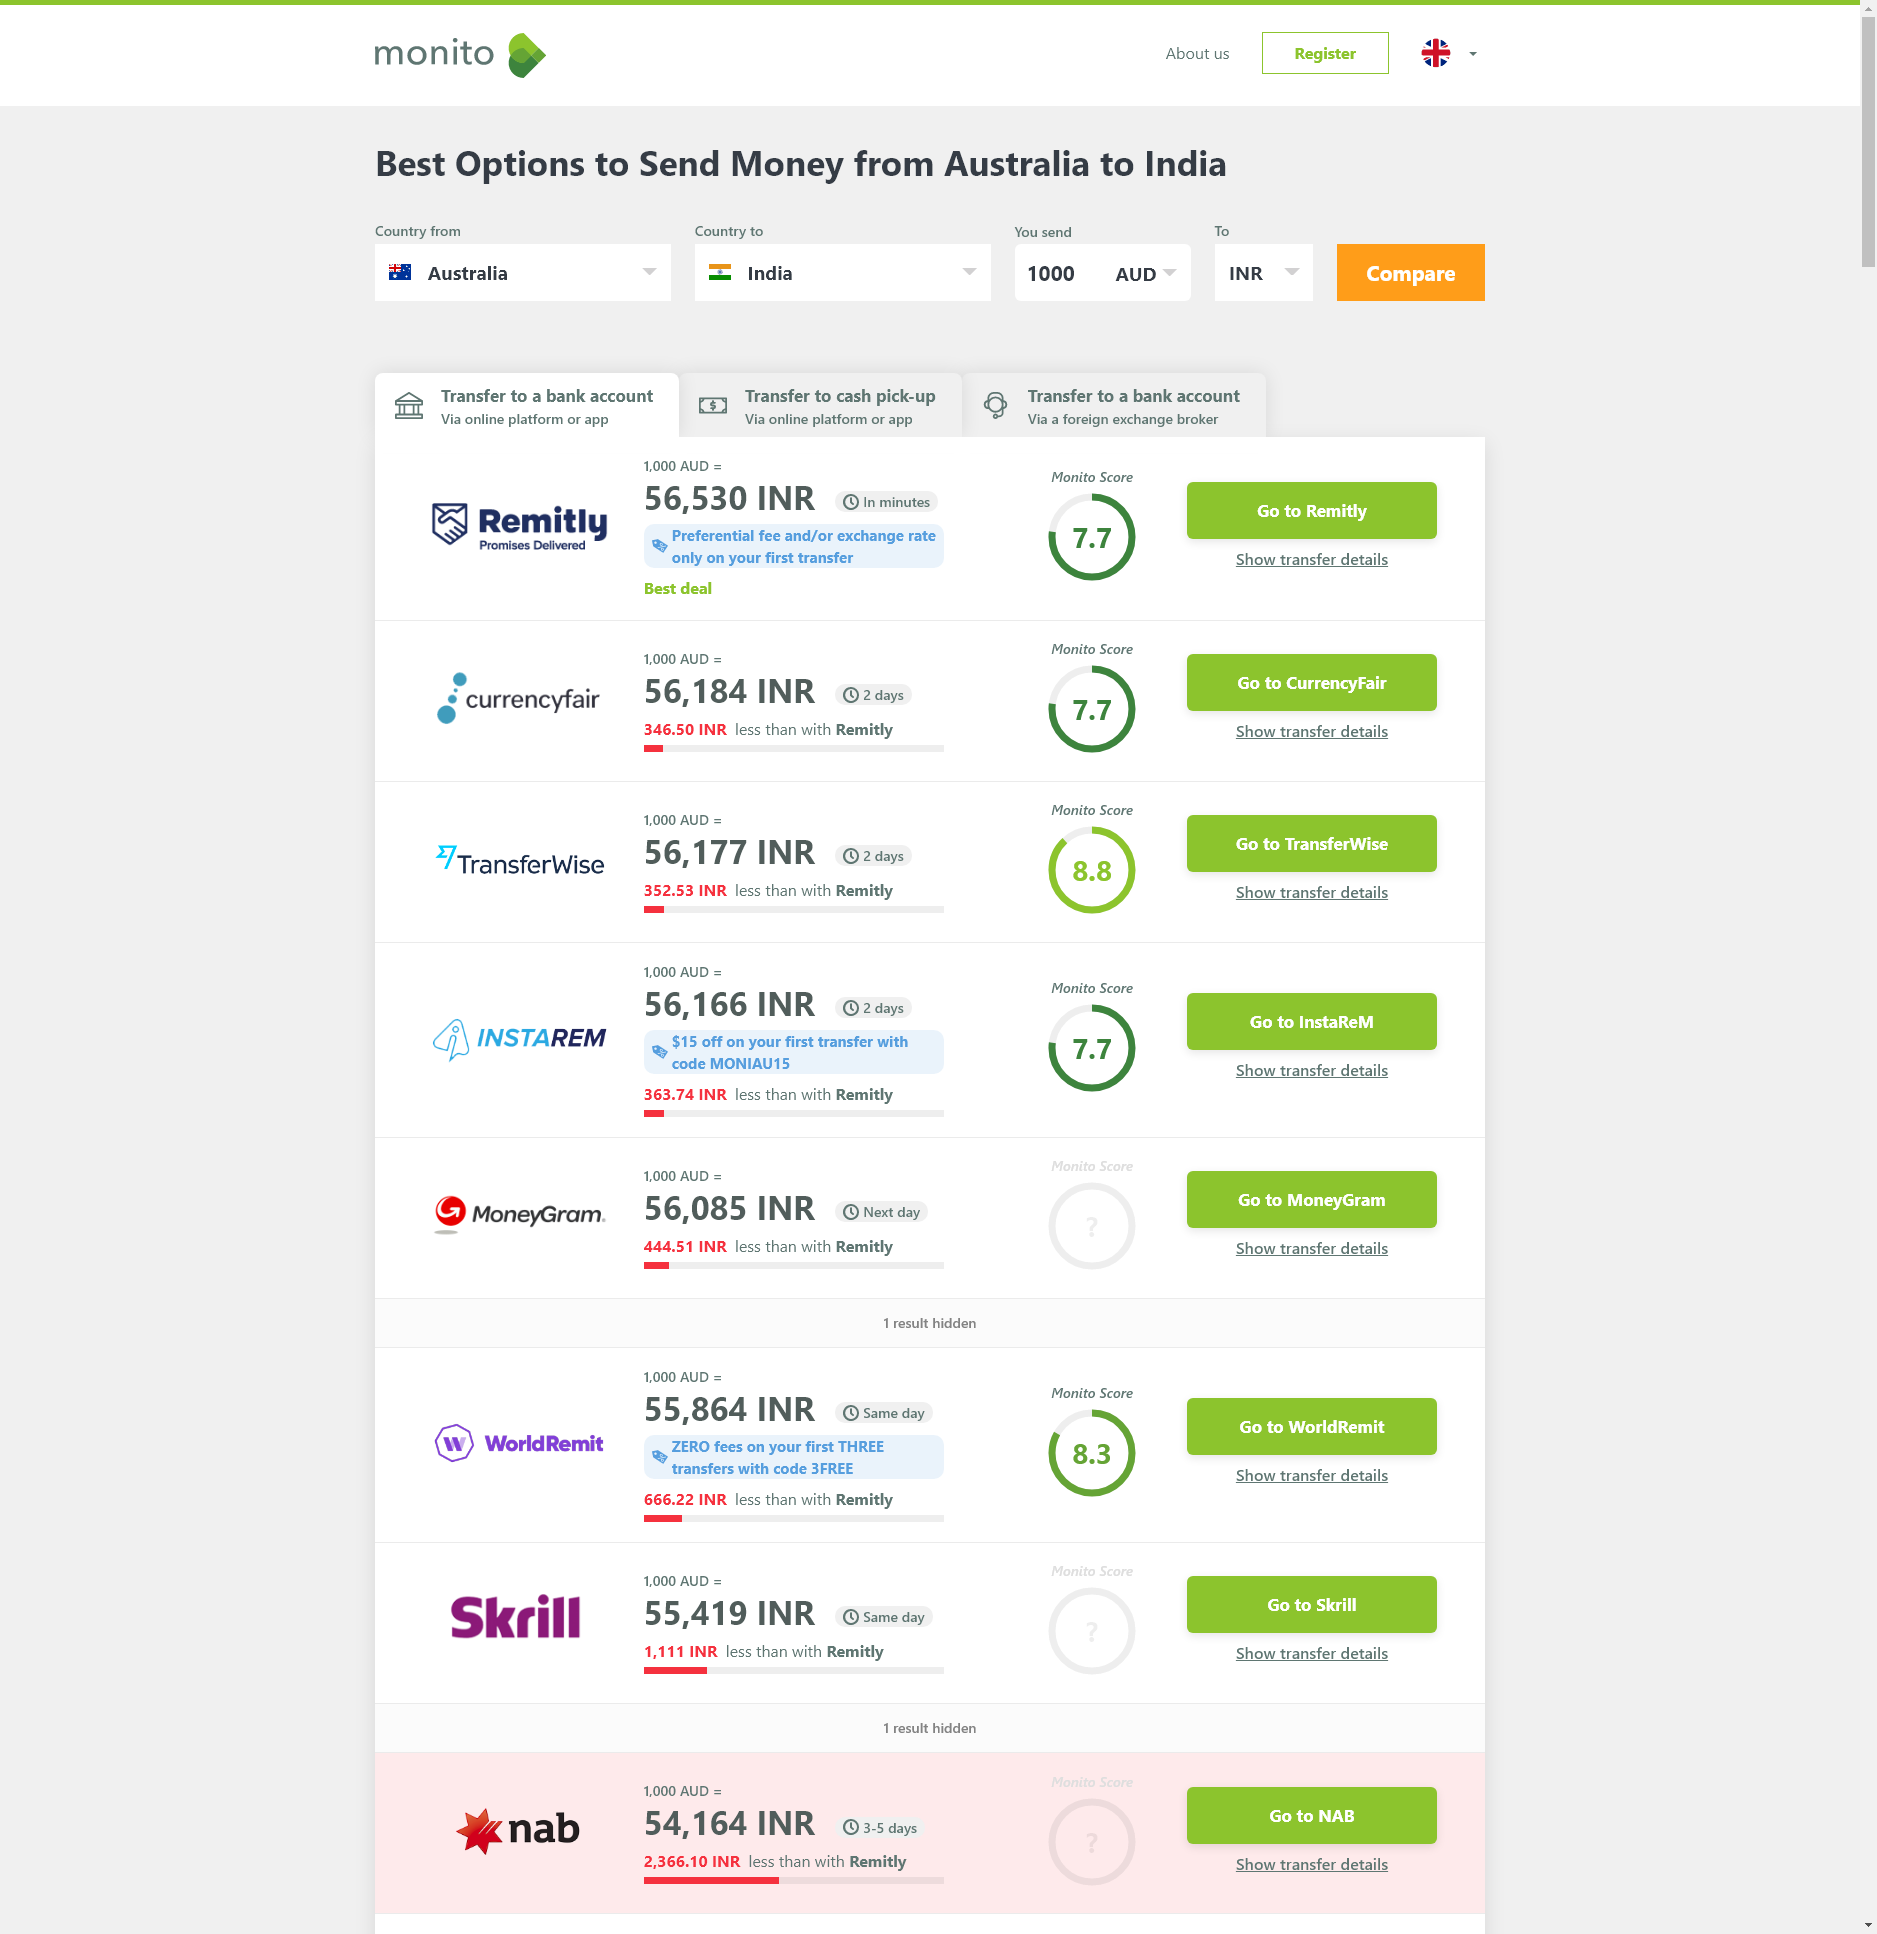 monito
About us
Register
Best Options to Send Money from Australia to India
Country from
Country to
You send
To
Australia
India
1000 AUD
INR
Compare
Transfer to a bank account
Via online platform or app
Transfer to cash pick-up
Via online platform or app
Transfer to a bank account
Via a foreign exchange broker
Remitly
Promises Delivered
1,000 AUD =
56,530 INR
In minutes
Preferential fee and/or exchange rate
only on your first transfer
Best deal
Monito Score
7.7
Go to Remitly
Show transfer details
currencyfair
1,000 AUD =
56,184 INR
2 days
346.50 INR less than with Remitly
Monito Score
7.7
Go to CurrencyFair
Show transfer details
TransferWise
1,000 AUD =
56,177 INR
2 days
352.53 INR less than with Remitly
Monito Score
8.8
Go to TransferWise
Show transfer details
INSTAREM
1,000 AUD =
56,166 INR
2 days
$15 off on your first transfer with
code MONIAU15
363.74 INR less than with Remitly
Monito Score
7.7
Go to InstaReM
Show transfer details
MoneyGram.
1,000 AUD =
56,085 INR
Next day
444.51 INR less than with Remitly
Monito Score
?
Go to MoneyGram
Show transfer details
1 result hidden
W WorldRemit
1,000 AUD =
55,864 INR
Same day
ZERO fees on your first THREE
transfers with code 3FREE
666.22 INR less than with Remitly
Monito Score
8.3
Go to WorldRemit
Show transfer details
Skrill
1,000 AUD =
55,419 INR
Same day
1,111 INR less than with Remitly
Monito Score
?
Go to Skrill
Show transfer details
1 result hidden
nab
1,000 AUD =
54,164 INR
3-5 days
2,366.10 INR less than with Remitly
Monito Score
?
Go to NAB
Show transfer details